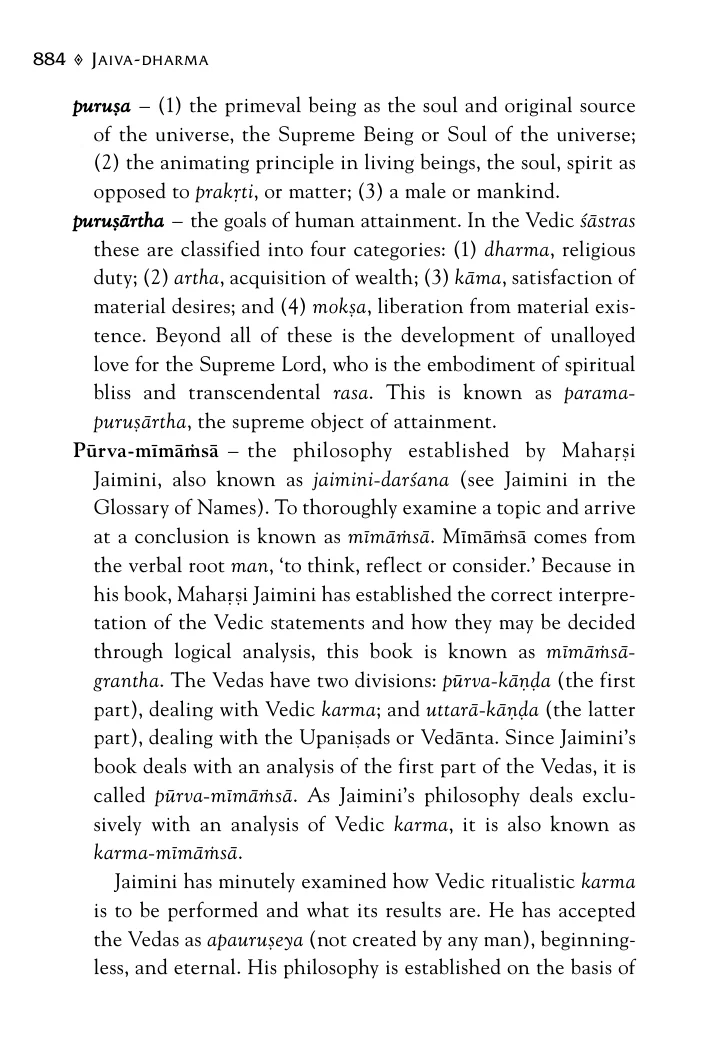 884 ◊ JAIVA-DHARMA
puruṣa – (1) the primeval being as the soul and original source
of the universe, the Supreme Being or Soul of the universe;
(2) the animating principle in living beings, the soul, spirit as
opposed to prakṛti, or matter; (3) a male or mankind.
puruṣārtha – the goals of human attainment. In the Vedic śāstras
these are classified into four categories: (1) dharma, religious
duty; (2) artha, acquisition of wealth; (3) kāma, satisfaction of
material desires; and (4) mokṣa, liberation from material exis-
tence. Beyond all of these is the development of unalloyed
love for the Supreme Lord, who is the embodiment of spiritual
bliss and transcendental rasa. This is known as parama-
puruṣārtha, the supreme object of attainment.
Pūrva-mīmāṁsā – the philosophy established by Mahaṛṣi
Jaimini, also known as jaimini-darśana (see Jaimini in the
Glossary of Names). To thoroughly examine a topic and arrive
at a conclusion is known as mīmāṁsā. Mīmāṁsā comes from
the verbal root man, ‘to think, reflect or consider.’ Because in
his book, Mahaṛṣi Jaimini has established the correct interpre-
tation of the Vedic statements and how they may be decided
through logical analysis, this book is known as mīmāṁsā-
grantha. The Vedas have two divisions: pūrva-kāṇḍa (the first
part), dealing with Vedic karma; and uttarā-kāṇḍa (the latter
part), dealing with the Upaniṣads or Vedānta. Since Jaimini’s
book deals with an analysis of the first part of the Vedas, it is
called pūrva-mīmāṁsā. As Jaimini’s philosophy deals exclu-
sively with an analysis of Vedic karma, it is also known as
karma-mīmāṁsā.
Jaimini has minutely examined how Vedic ritualistic karma
is to be performed and what its results are. He has accepted
the Vedas as apauruṣeya (not created by any man), beginning-
less, and eternal. His philosophy is established on the basis of